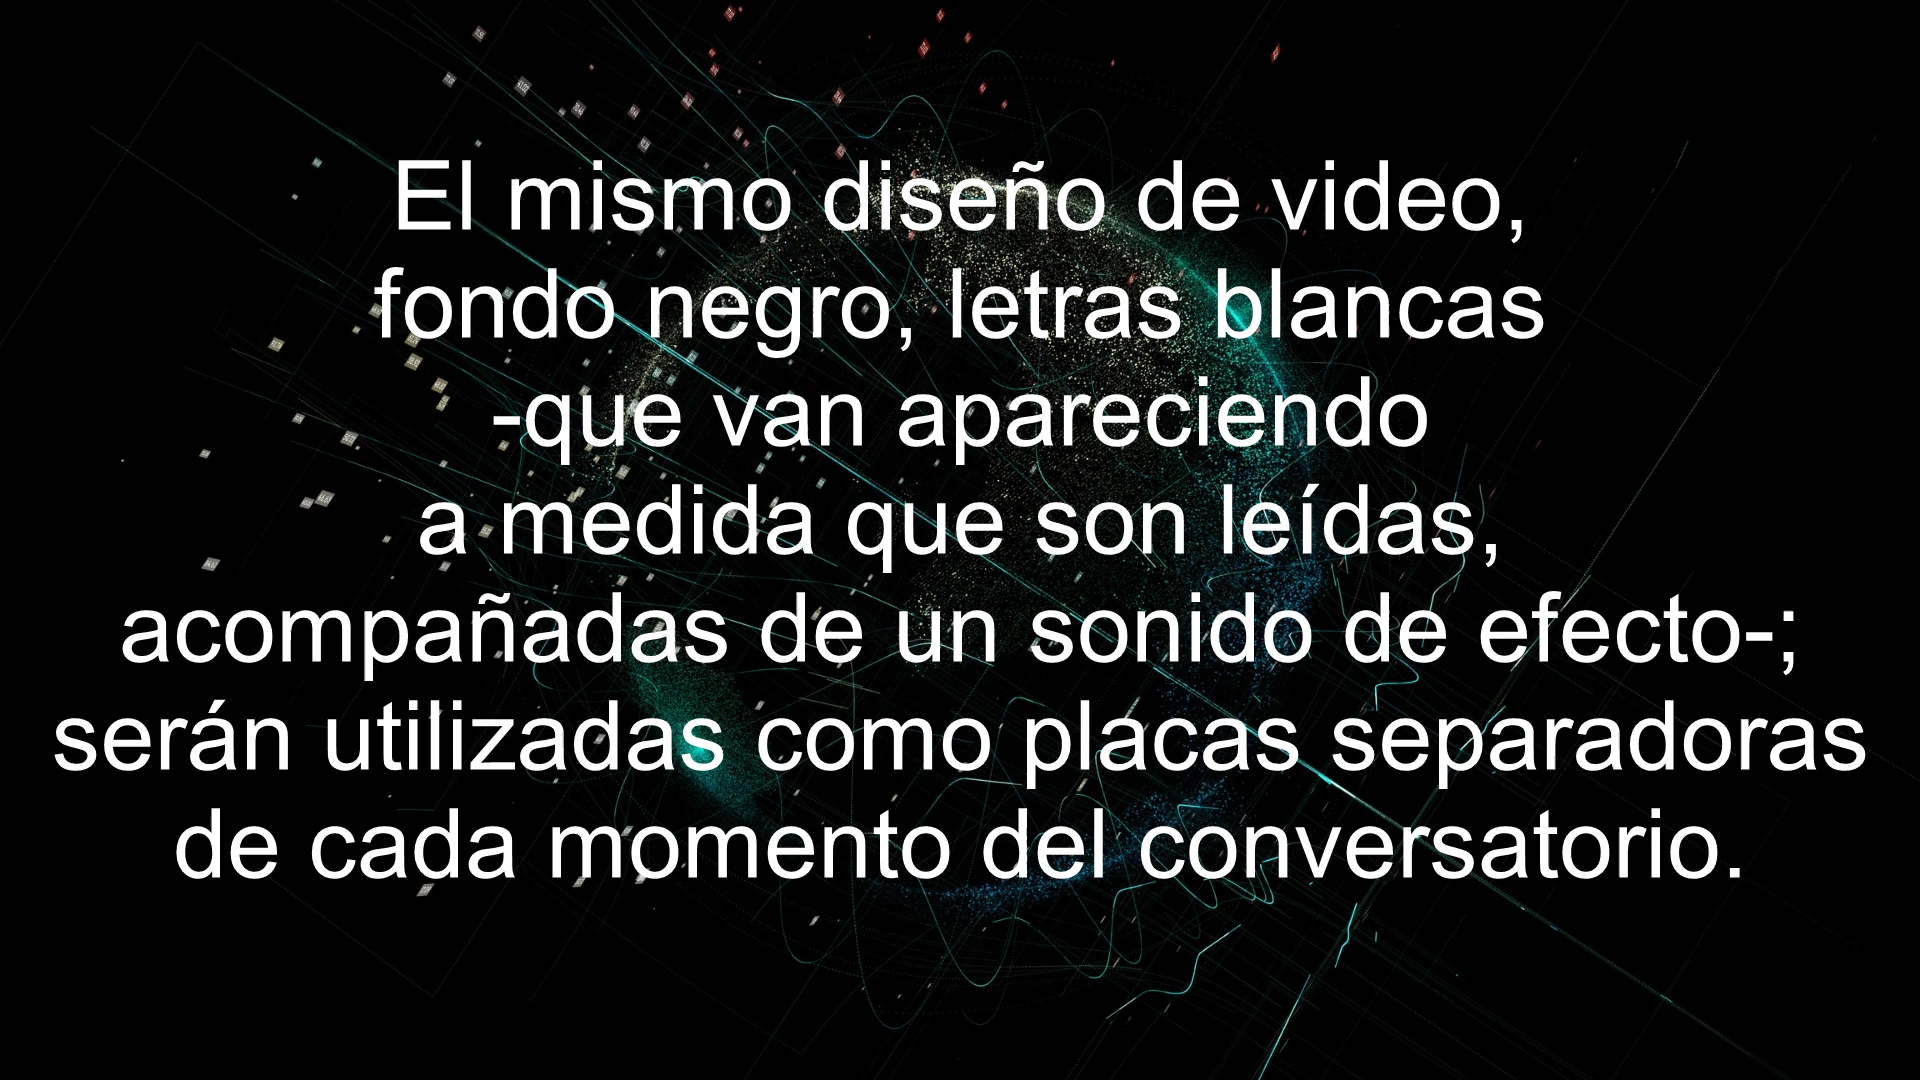 El mismo diseño de video,
fondo negro, letras blancas
-que van apareciendo
a medida que son leídas,
acompañadas de un sonido de efecto-;
serán utilizadas como placas separadoras
de cada momento del conversatorio.